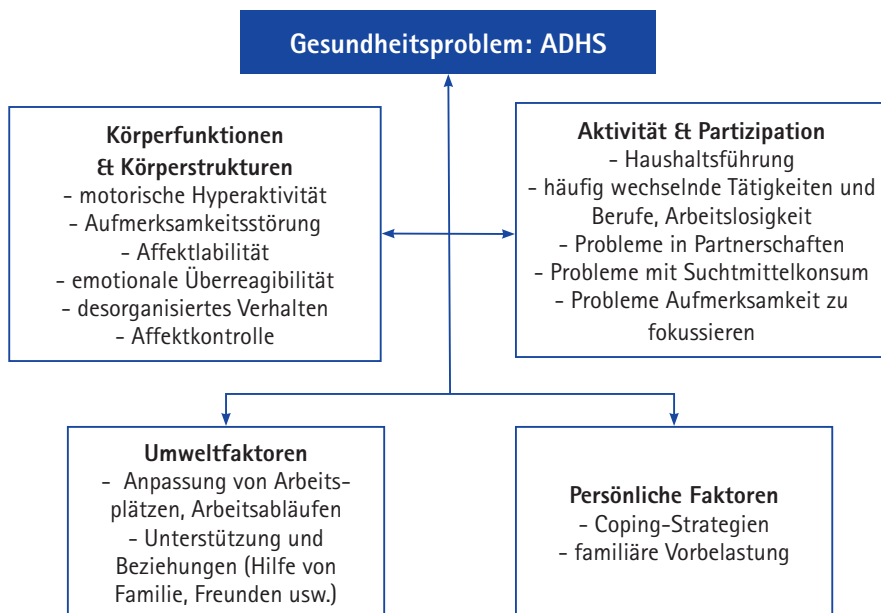 Gesundheitsproblem: ADHS
Körperfunktionen
& Körperstrukturen
- motorische Hyperaktivität
- Aufmerksamkeitsstörung
- Affektlabilität
- emotionale Überreagibilität
- desorganisiertes Verhalten
- Affektkontrolle
Aktivität & Partizipation
- Haushaltsführung
- häufig wechselnde Tätigkeiten und
Berufe, Arbeitslosigkeit
- Probleme in Partnerschaften
- Probleme mit Suchtmittelkonsum
- Probleme Aufmerksamkeit zu
fokussieren
Umweltfaktoren
- Anpassung von Arbeits-
plätzen, Arbeitsabläufen
- Unterstützung und
Beziehungen (Hilfe von
Familie, Freunden usw.)
Persönliche Faktoren
- Coping-Strategien
- familiäre Vorbelastung